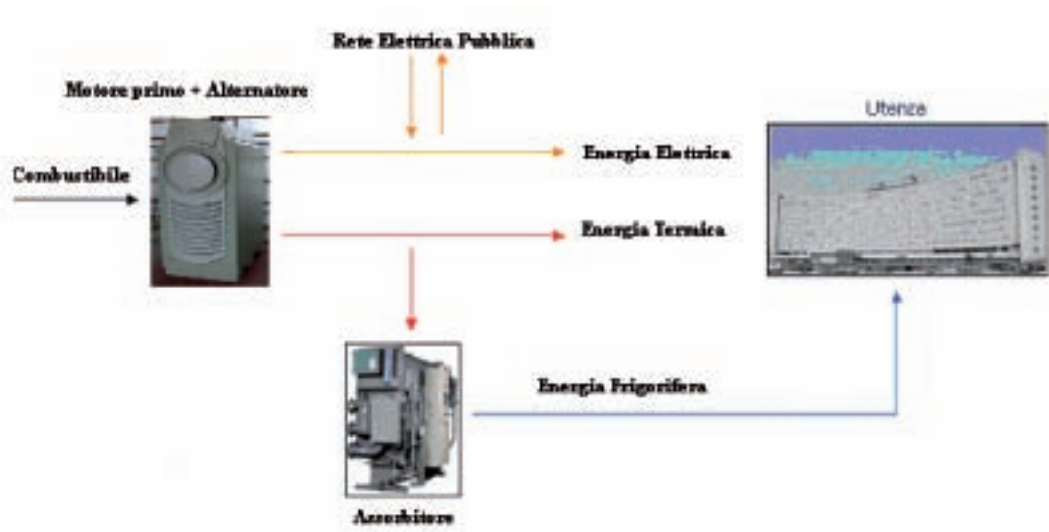 Rete Elettrica Pubblica
Motore primo + Alternatore
Utenza
Combustibile
Energia Elettrica
Energia Termica
Energia Frigorifera
Assorbitore